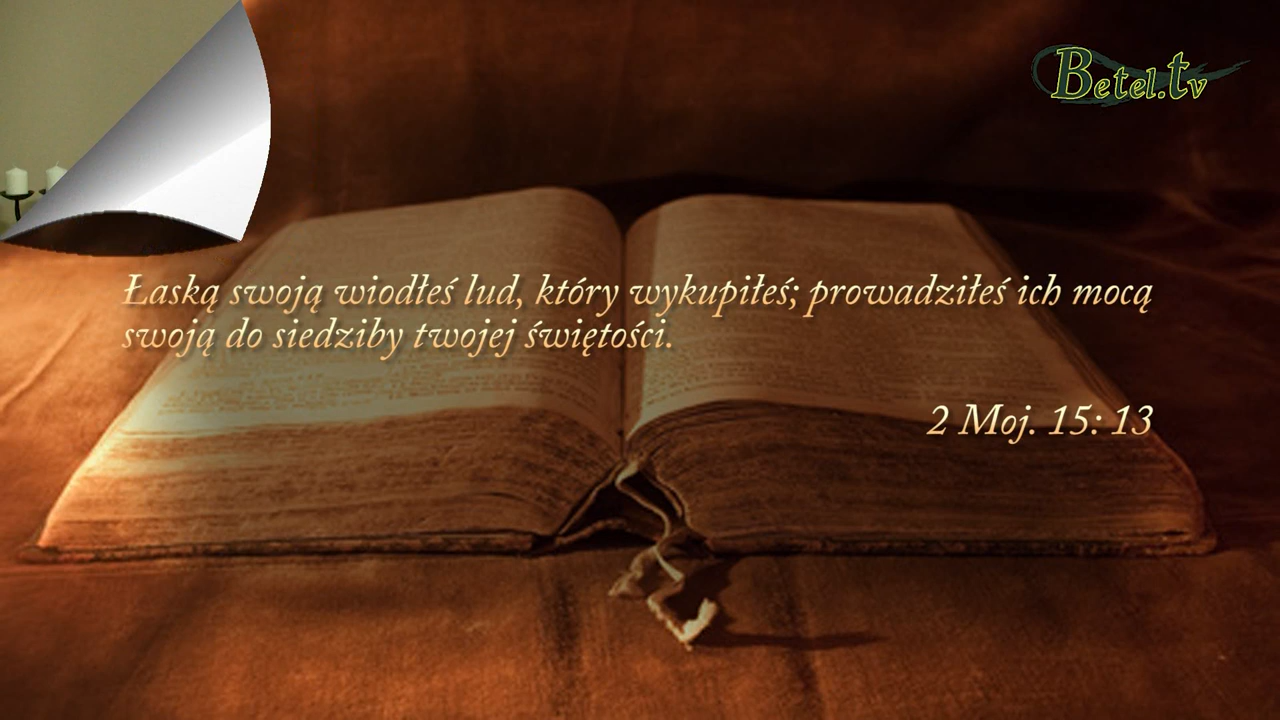 Betel.tv
Łaską swoją wiodłeś lud, który wykupiłeś; prowadziłeś ich mocą
swoją do siedziby twojej świętości.
2 Moj. 15: 13